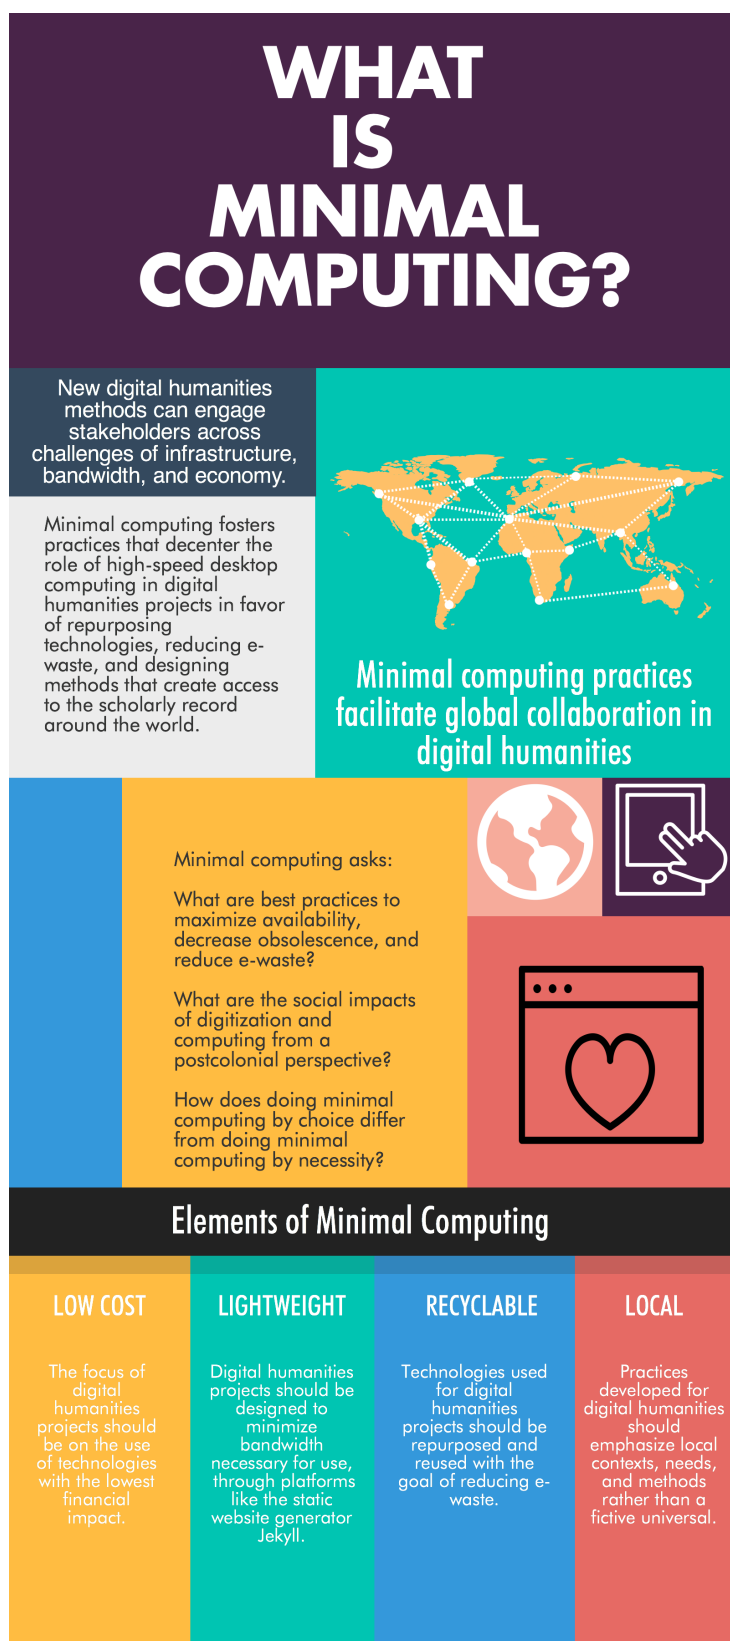 WHAT
IS
MINIMAL
COMPUTING?
New digital humanities
methods can engage
stakeholders across
challenges of infrastructure,
bandwidth, and economy.
Minimal computing fosters
practices that decenter the
role of high-speed desktop
computing in digital
humanities projects in favor
of repurposing
technologies, reducing e-
waste, and designing
methods that create access
to the scholarly record
around the world.
Minimal computing practices
facilitate global collaboration in
digital humanities
Minimal computing asks:
What are best practices to
maximize availability,
decrease obsolescence, and
reduce e-waste?
What are the social impacts
of digitization and
computing from a
postcolonial perspective?
How does doing minimal
computing by choice differ
from doing minimal
computing by necessity?
Elements of Minimal Computing
LOW COST
The focus of
digital
humanities
projects should
be on the use
of technologies
with the lowest
financial
impact.
LIGHTWEIGHT
Digital humanities
projects should be
designed to
minimize
bandwidth
necessary for use,
through platforms
like the static
website generator
Jekyll.
RECYCLABLE
Technologies used
for digital
humanities
projects should be
repurposed and
reused with the
goal of reducing e-
waste.
LOCAL
Practices
developed for
digital humanities
should
emphasize local
contexts, needs,
and methods
rather than a
fictive universal.